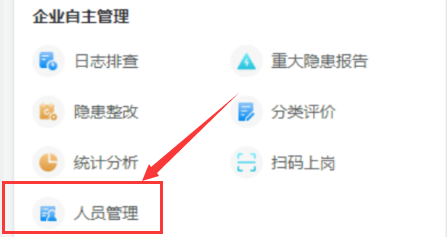 企业自主管理
日志排查 重大隐患报告
隐患整改 分类评价
统计分析 扫码上岗
人员管理